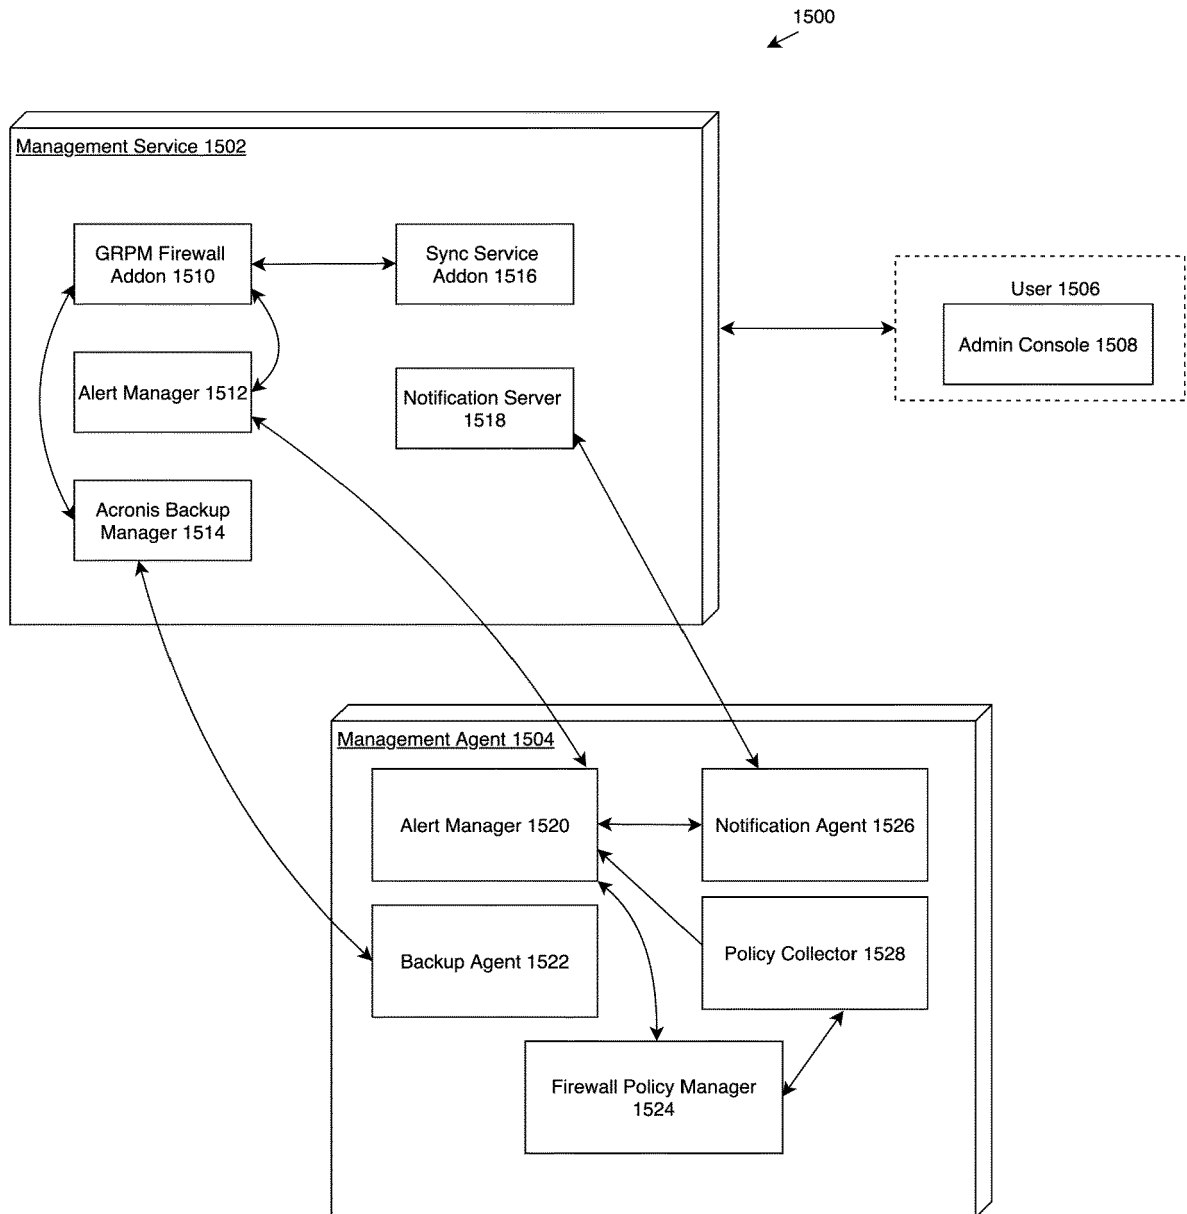 1500
Management Service 1502
GRPM Firewall
Addon 1510
Sync Service
Addon 1516
User 1506
Admin Console 1508
Alert Manager 1512
Notification Server
1518
Acronis Backup
Manager 1514
Management Agent 1504
Alert Manager 1520
Notification Agent 1526
Backup Agent 1522
Policy Collector 1528
Firewall Policy Manager
1524